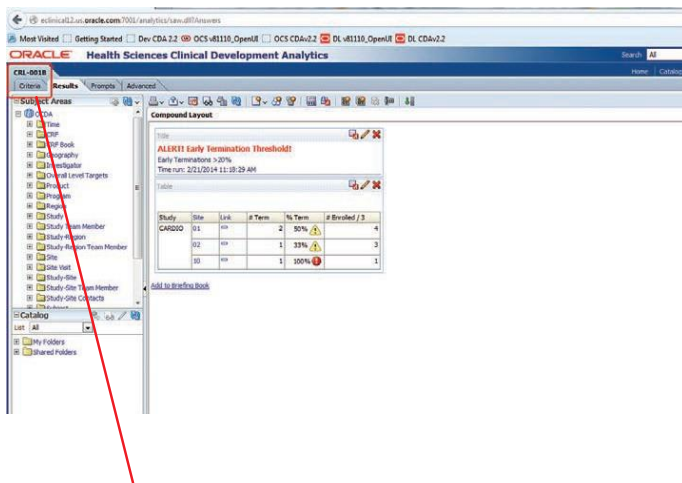 eclinical12.us.oracle.com:7001/analytics/saw.dll?Answers
Most Visited Getting Started Dev CDA 2.2 OCS v81110_OpenUI OCS CDAv2.2 DL v81110_OpenUI DL CDAv2.2
ORACLE Health Sciences Clinical Development Analytics Search All
CRL-001B Home Catalog
Criteria Results Prompts Advanced
Subject Areas
OCDA
Time
CRF
CRF Book
Geography
Investigator
Overall Level Targets
Product
Program
Region
Study
Study Team Member
Study-Region
Study-Region Team Member
Site
Site Visit
Study-Site
Study-Site Team Member
Study-Site Contacts
Subject
Catalog
List All
My Folders
Shared Folders
Compound Layout
Title
ALERT! Early Termination Threshold!
Early Terminations >20%
Time run: 2/21/2014 11:18:29 AM
Table
Study Site Link # Term % Term # Enrolled / 3
CARDIO 01 2 50% 4
02 1 33% 3
10 1 100% 1
Add to Briefing Book